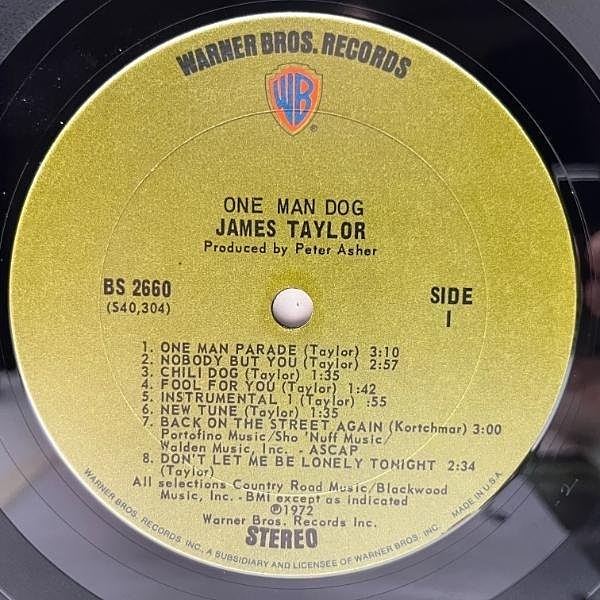 WARNER BROS. RECORDS
WB
®
ONE MAN DOG
JAMES TAYLOR
Produced by Peter Asher
BS 2660
(S40,304)
SIDE
1
1. ONE MAN PARADE (Taylor) 3:10
2. NOBODY BUT YOU (Taylor) 2:57
3. CHILI DOG (Taylor) 1:35
4. FOOL FOR YOU (Taylor) 1:42
5. INSTRUMENTAL 1 (Taylor) :55
6. NEW TUNE (Taylor) 1:35
7. BACK ON THE STREET AGAIN (Kortchmar) 3:00
Portofino Music/Sho 'Nuff Music/
Walden Music, Inc. - ASCAP
8. DON'T LET ME BE LONELY TONIGHT 2:34
(Taylor)
All selections Country Road Music/Blackwood
Music, Inc. - BMI except as indicated
℗1972
Warner Bros. Records Inc.
STEREO
WARNER BROS. RECORDS INC., A SUBSIDIARY AND LICENSEE OF WARNER BROS. INC. MADE IN U.S.A.